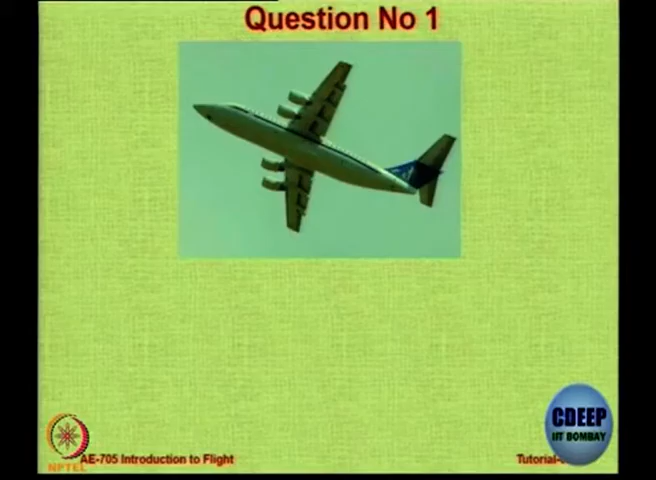 Question No 1
CDEEP
IIT BOMBAY
NPTEL
AE-705 Introduction to Flight